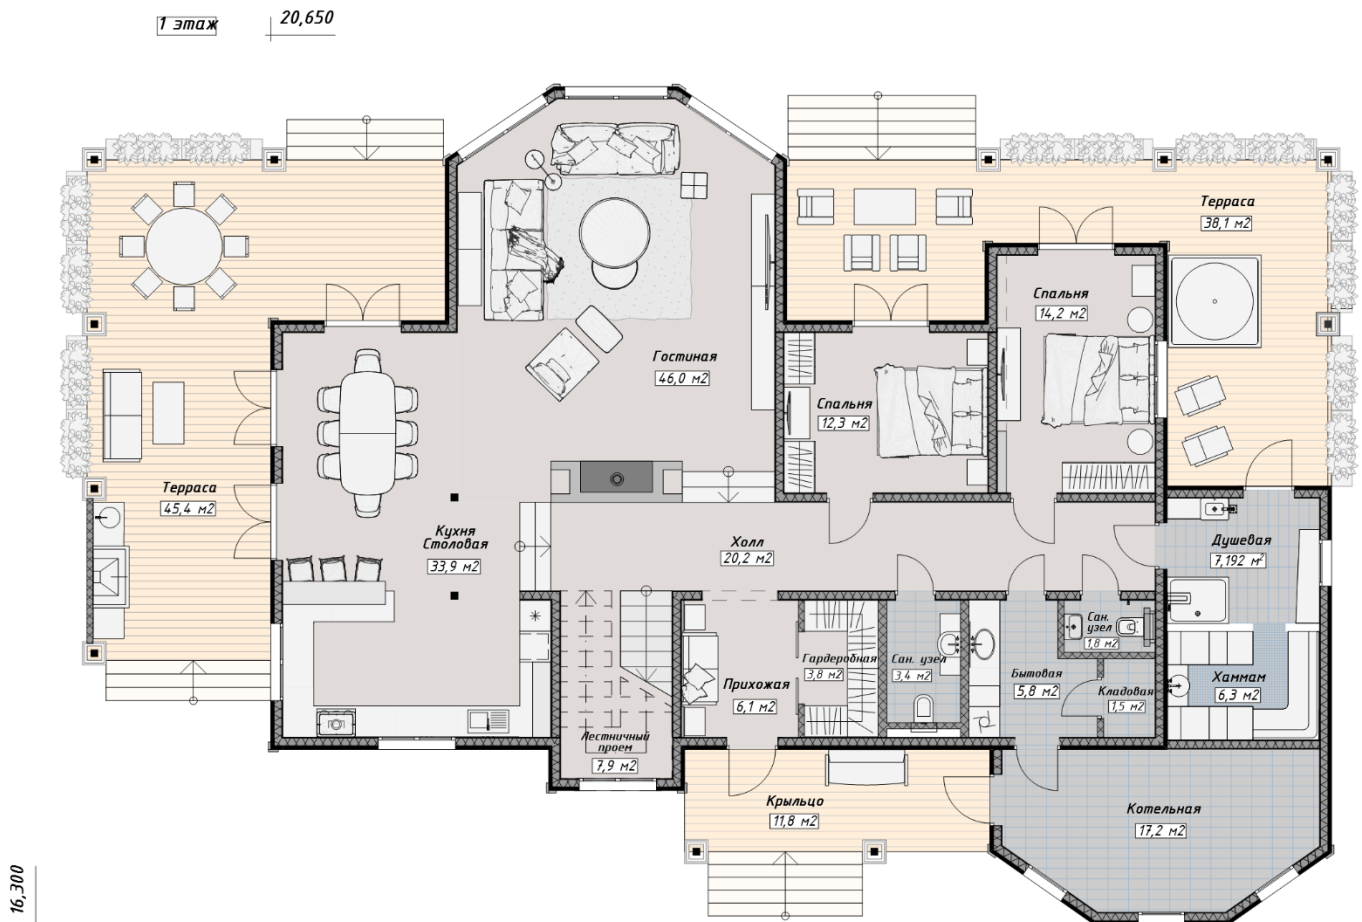 1 этаж
20,650
Терраса
38,1 м2
Спальня
14,2 м2
Гостиная
46,0 м2
Спальня
12,3 м2
Терраса
45,4 м2
Кухня
Столовая
33,9 м2
Холл
20,2 м2
Душевая
7,192 м²
Сан.
узел
1,8 м2
Гардеробная
3,8 м2
Сан. узел
3,4 м2
Бытовая
5,8 м2
Хаммам
6,3 м2
Прихожая
6,1 м2
Кладовая
1,5 м2
Лестничный
проем
7,9 м2
Крыльцо
11,8 м2
Котельная
17,2 м2
16,300